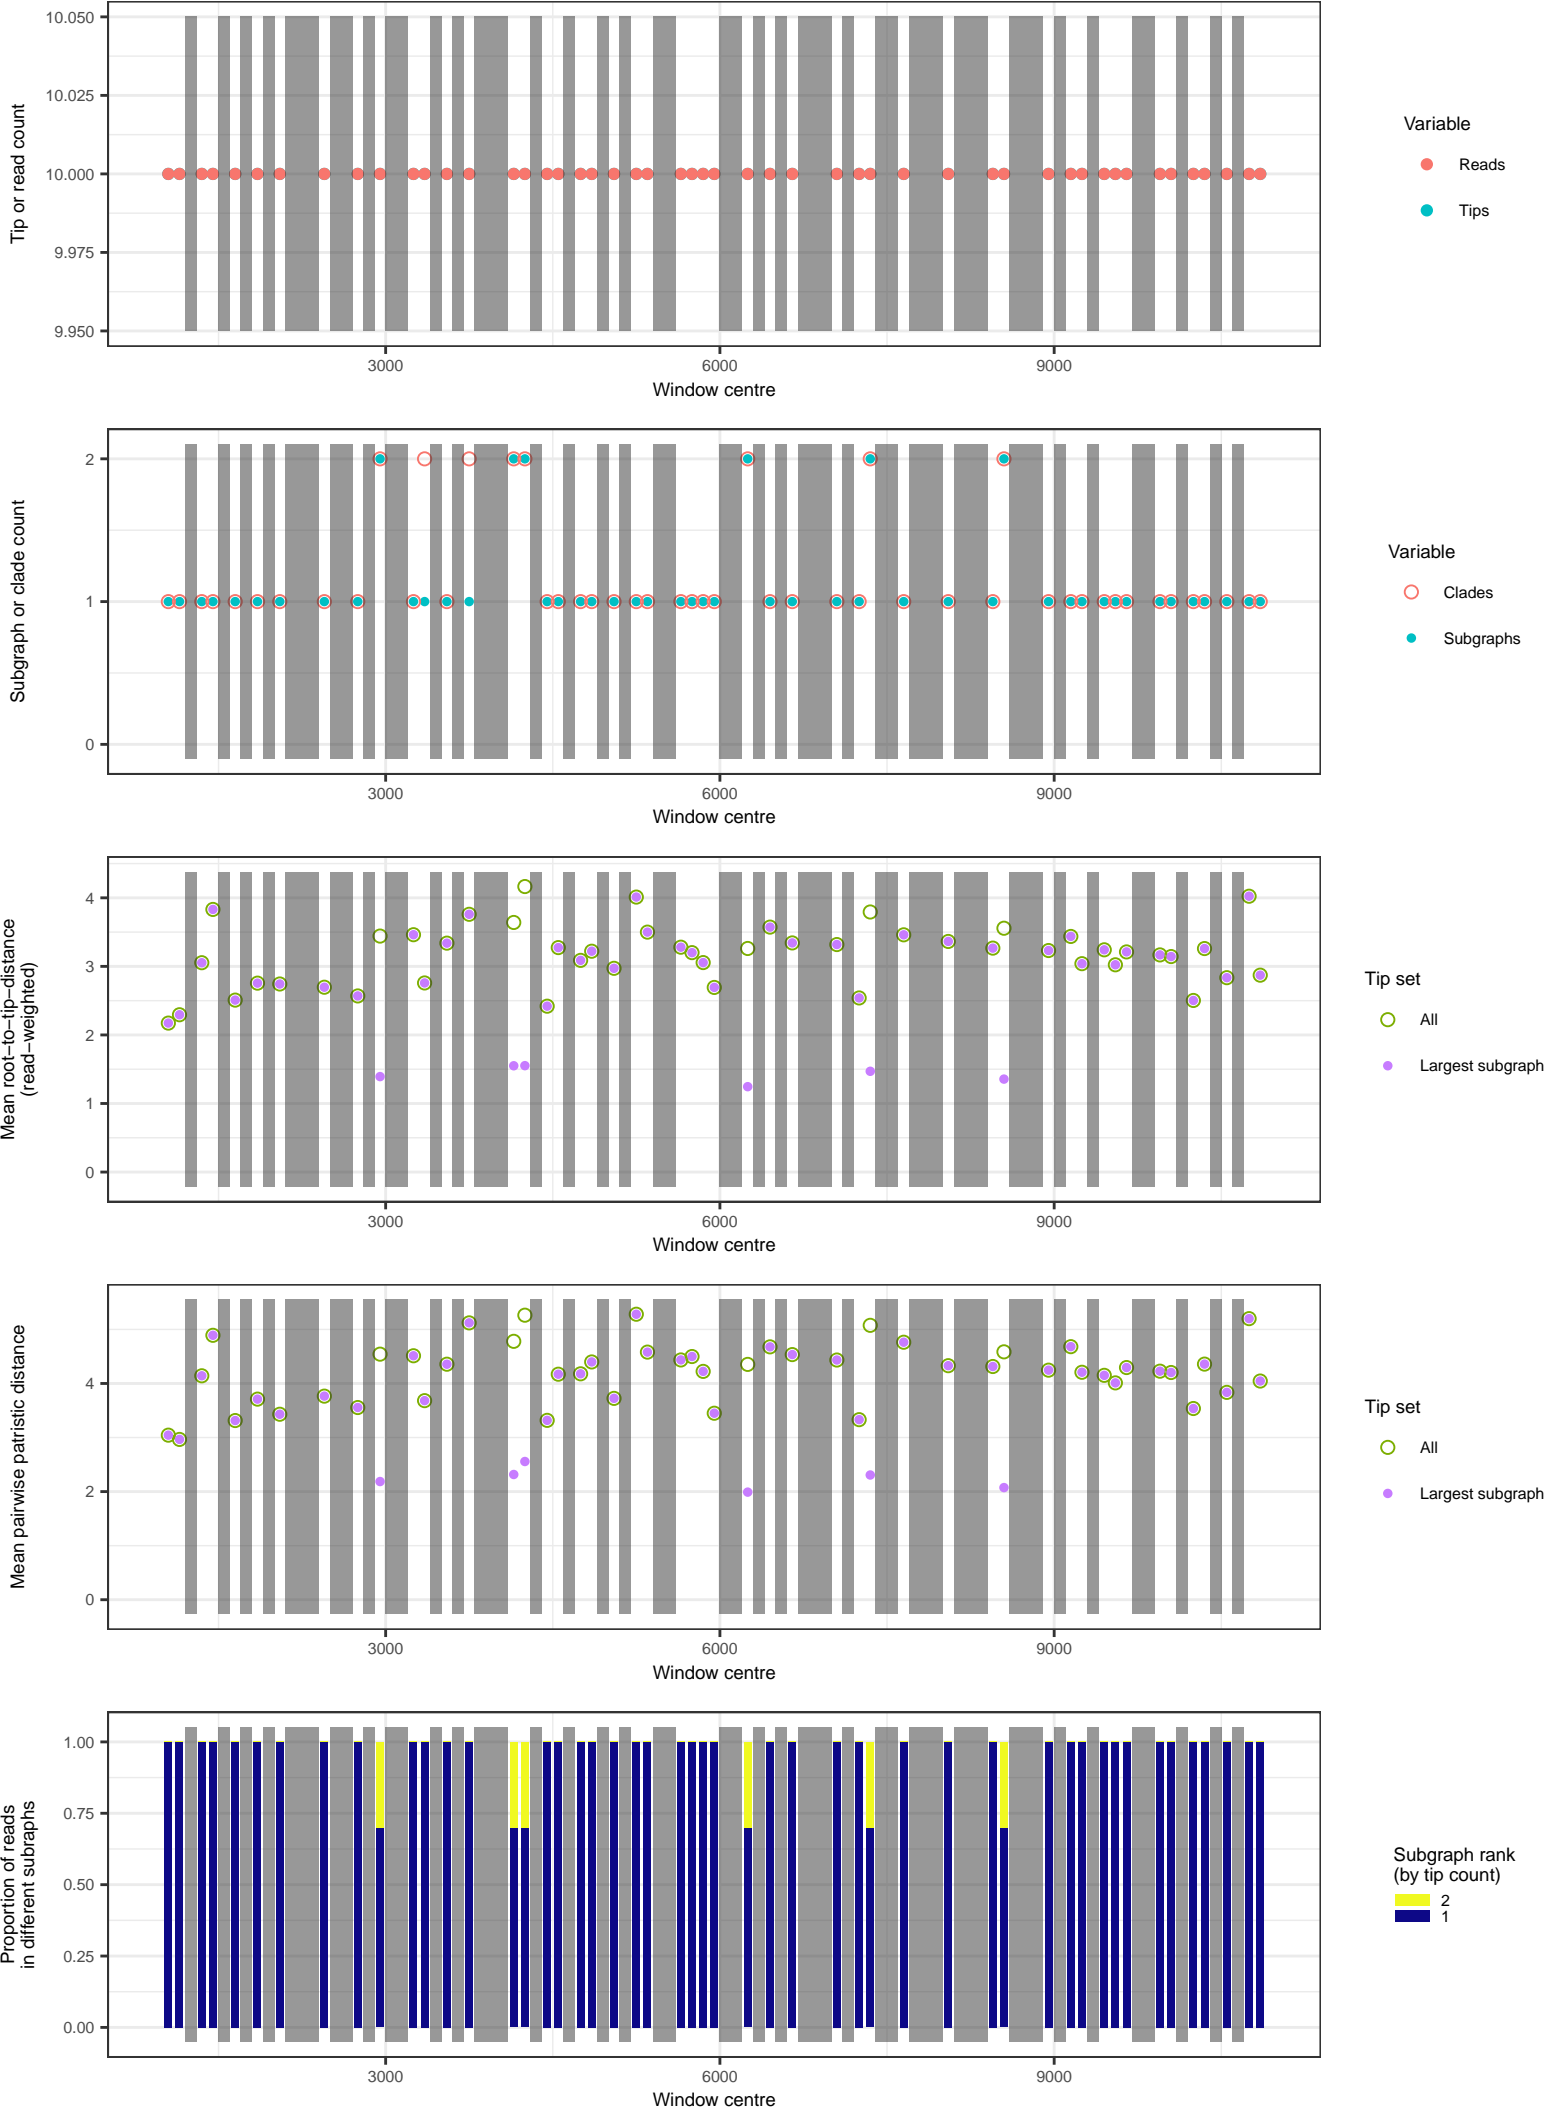 10.050
10.025
10.000
9.975
9.950
Tip or read count
3000
6000
9000
Window centre
Variable
Reads
Tips
2
1
0
Subgraph or clade count
3000
6000
9000
Window centre
Variable
Clades
Subgraphs
4
3
2
1
0
Mean root−to−tip−distance
(read−weighted)
3000
6000
9000
Window centre
Tip set
All
Largest subgraph
4
2
0
Mean pairwise patristic distance
3000
6000
9000
Window centre
Tip set
All
Largest subgraph
1.00
0.75
0.50
0.25
0.00
Proportion of reads
in different subraphs
3000
6000
9000
Window centre
Subgraph rank
(by tip count)
2
1